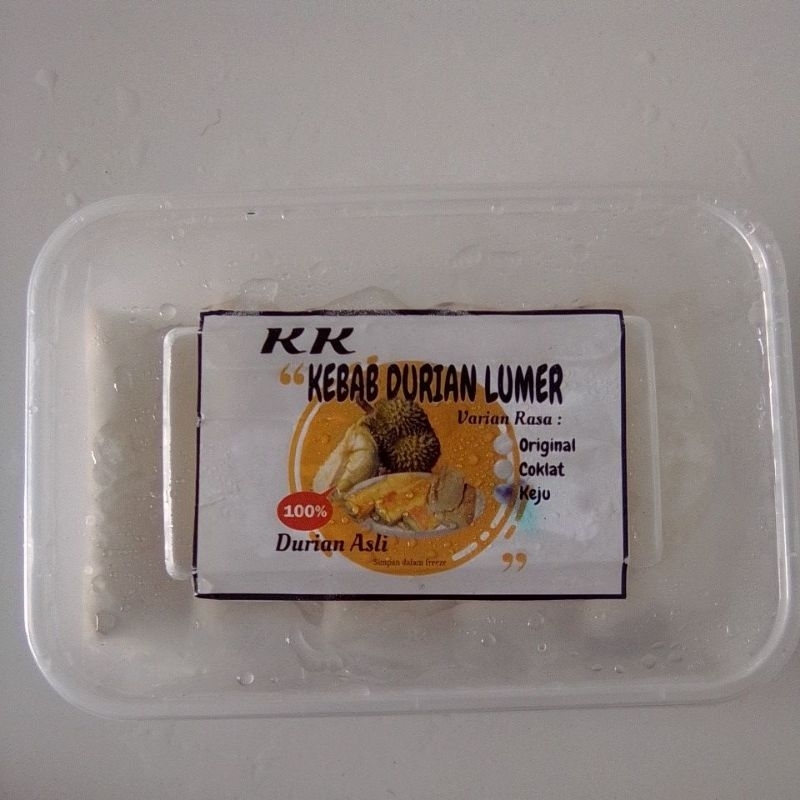 KK
“KEBAB DURIAN LUMER
Varian Rasa :
Original
Coklat
Keju
100%
Durian Asli
Simpan dalam freeze
”